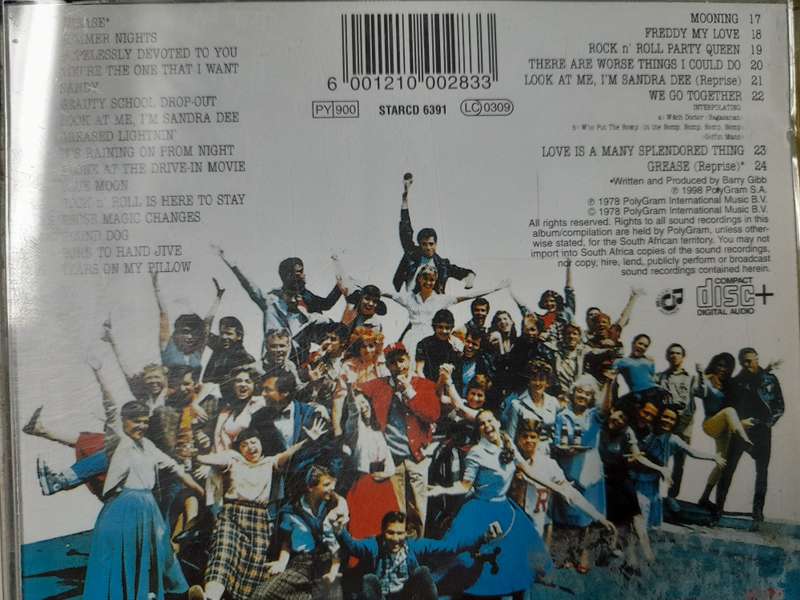 SUMMER NIGHTS
HOPELESSLY DEVOTED TO YOU
YOU'RE THE ONE THAT I WANT
SANDY
BEAUTY SCHOOL DROP-OUT
LOOK AT ME, I'M SANDRA DEE
GREASED LIGHTNIN'
IT'S RAINING ON PROM NIGHT
ALONE AT THE DRIVE-IN MOVIE
BLUE MOON
ROCK n' ROLL IS HERE TO STAY
THOSE MAGIC CHANGES
HOUND DOG
BORN TO HAND JIVE
TEARS ON MY PILLOW
6 001210 002833
PY 900 STARCD 6391 LC 0309
MOONING 17
FREDDY MY LOVE 18
ROCK n' ROLL PARTY QUEEN 19
THERE ARE WORSE THINGS I COULD DO 20
LOOK AT ME, I'M SANDRA DEE (Reprise) 21
WE GO TOGETHER 22
INTERPOLATING
LOVE IS A MANY SPLENDORED THING 23
GREASE (Reprise)* 24
•Written and Produced by Barry Gibb
℗ 1998 PolyGram S.A.
℗ 1978 PolyGram International Music B.V.
© 1978 PolyGram International Music B.V.
All rights reserved. Rights to all sound recordings in this
album/compilation are held by PolyGram, unless other-
wise stated, for the South African territory. You may not
import into South Africa copies of the sound recordings,
nor copy, hire, lend, publicly perform or broadcast
sound recordings contained herein.
COMPACT
disc+
DIGITAL AUDIO
R